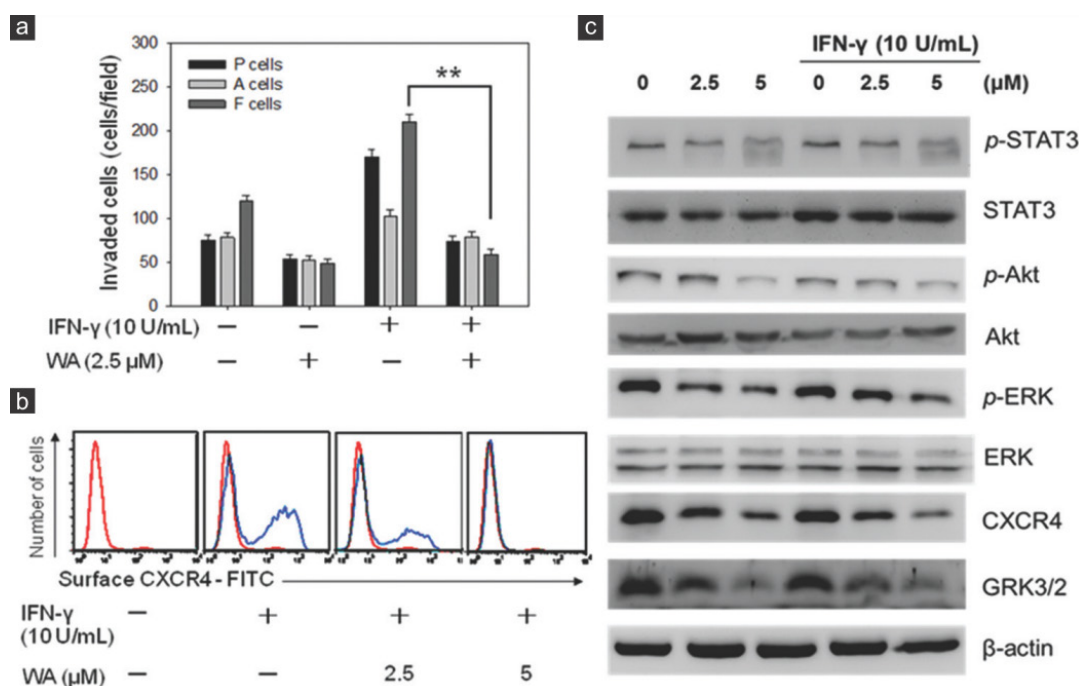 a
300
250
200
150
100
50
0
Invaded cells (cells/field)
P cells
A cells
F cells
**
IFN-γ (10 U/mL) – – + +
WA (2.5 μM) – + – +
b
Number of cells
Surface CXCR4 - FITC
IFN-γ – + + +
(10 U/mL)
WA (μM) – – 2.5 5
c
IFN-γ (10 U/mL)
0 2.5 5 0 2.5 5 (μM)
p-STAT3
STAT3
p-Akt
Akt
p-ERK
ERK
CXCR4
GRK3/2
β-actin